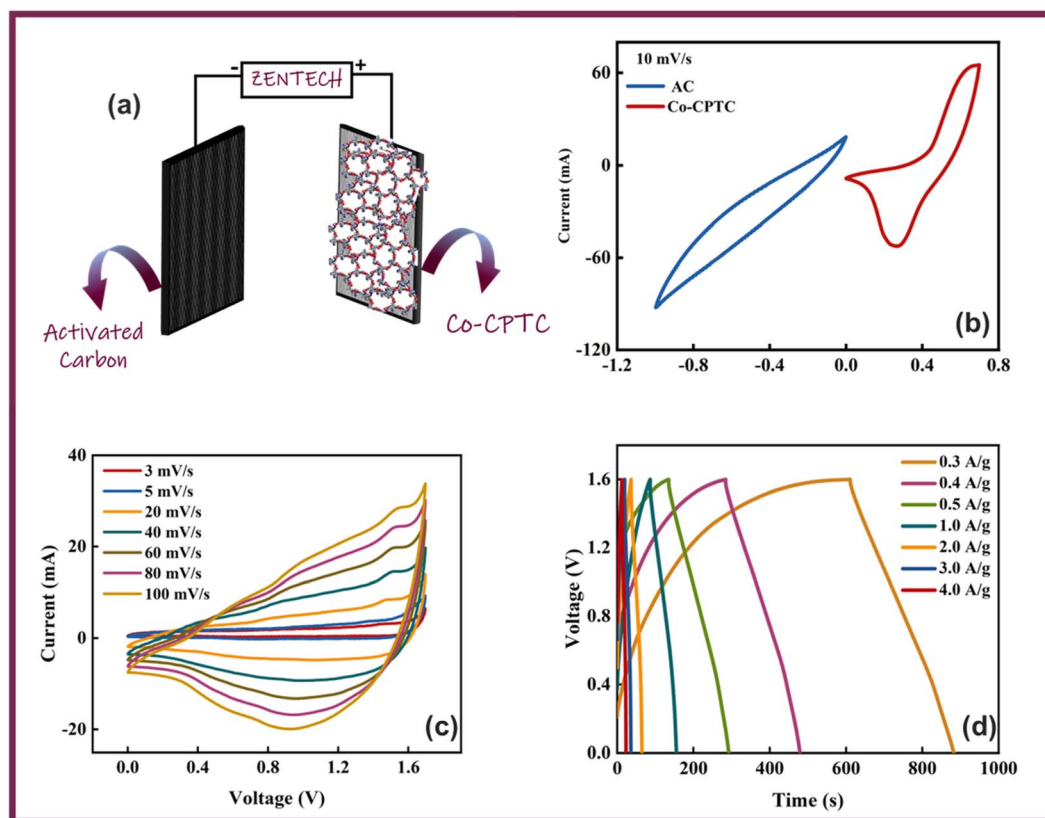 (a)
-
ZENTECH
+
Activated
Carbon
Co-CPTC
10 mV/s
AC
Co-CPTC
60
0
-60
-120
Current (mA)
-1.2
-0.8
-0.4
0.0
0.4
0.8
(b)
3 mV/s
5 mV/s
20 mV/s
40 mV/s
60 mV/s
80 mV/s
100 mV/s
40
20
0
-20
Current (mA)
0.0
0.4
0.8
1.2
1.6
Voltage (V)
(c)
0.3 A/g
0.4 A/g
0.5 A/g
1.0 A/g
2.0 A/g
3.0 A/g
4.0 A/g
1.6
1.2
0.8
0.4
0.0
Voltage (V)
0
200
400
600
800
1000
Time (s)
(d)